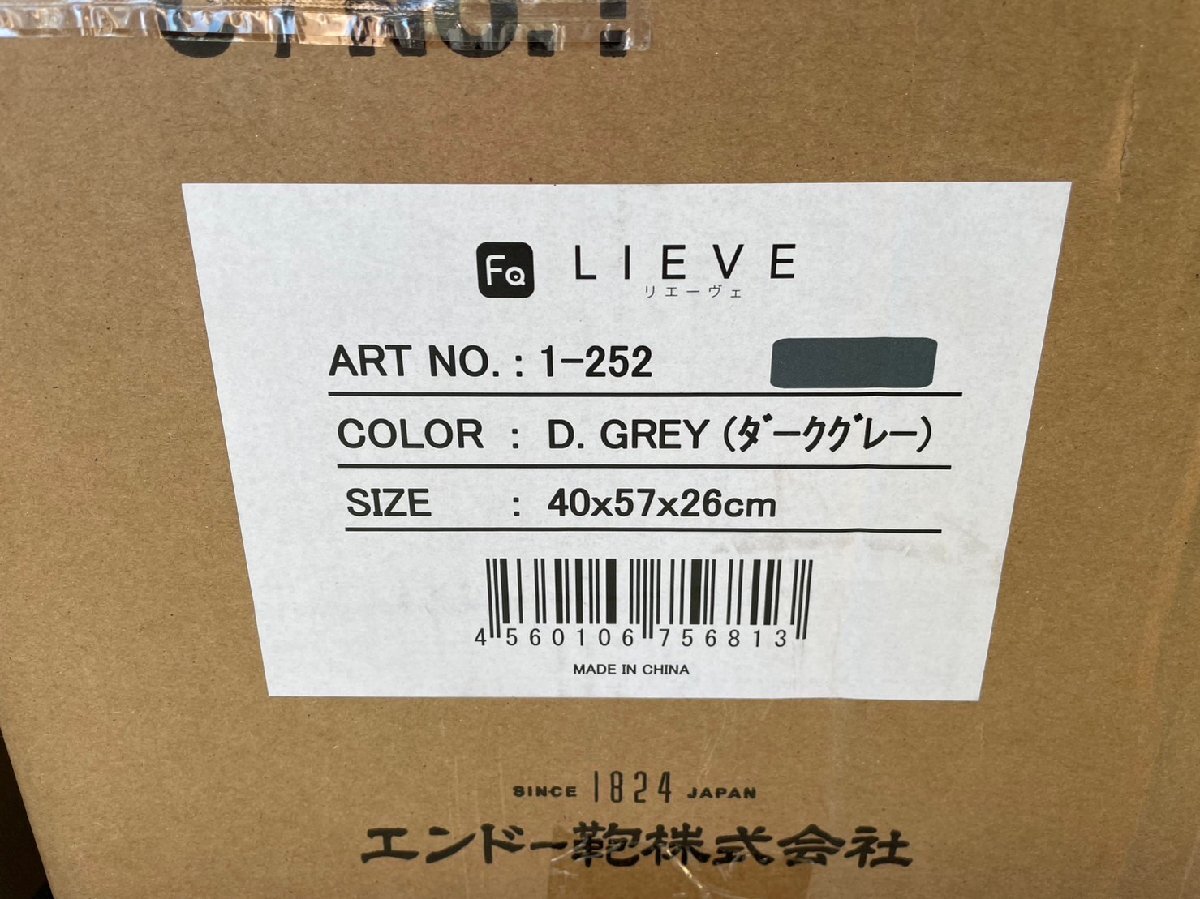 FQ LIEVE
リエーヴェ
ART NO. : 1-252
COLOR : D. GREY (ダークグレー)
SIZE : 40x57x26cm
4 560106 756813
MADE IN CHINA
SINCE 1824 JAPAN
エンドー鞄株式会社